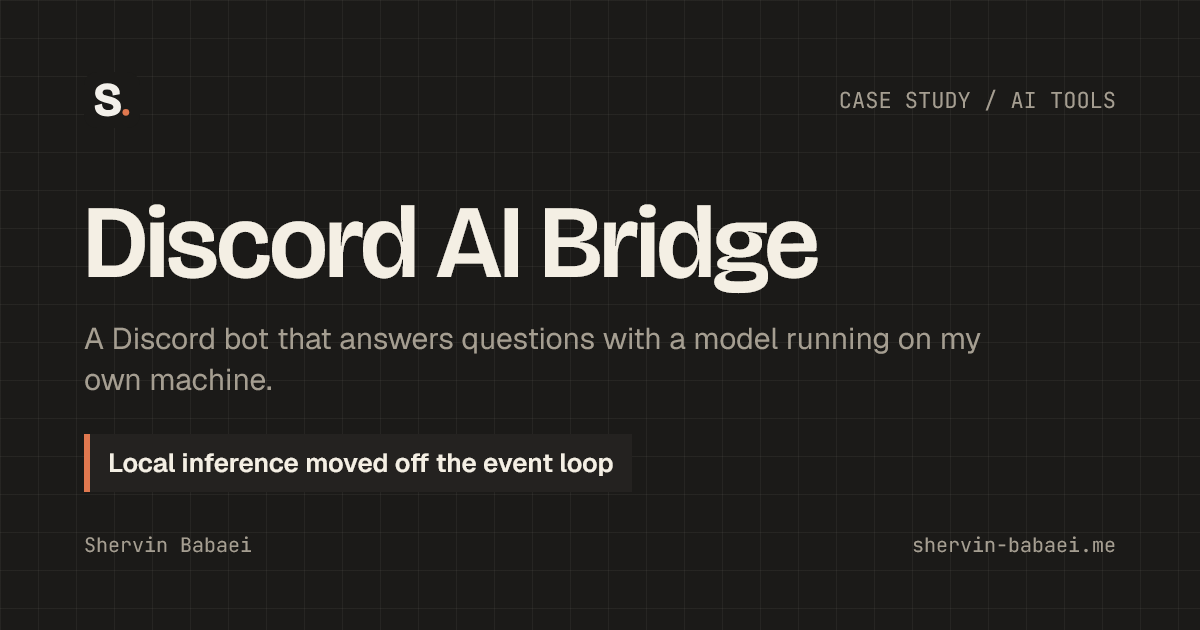 s.
CASE STUDY / AI TOOLS
Discord AI Bridge
A Discord bot that answers questions with a model running on my
own machine.
Local inference moved off the event loop
Shervin Babaei
shervin-babaei.me